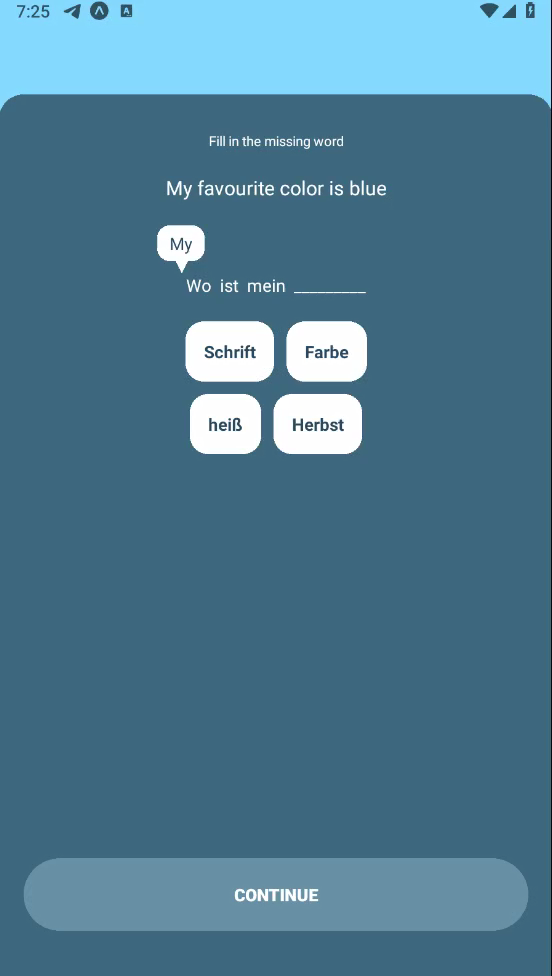 7:25
Fill in the missing word
My favourite color is blue
My
Wo ist mein ________
Schrift Farbe
heiß Herbst
CONTINUE